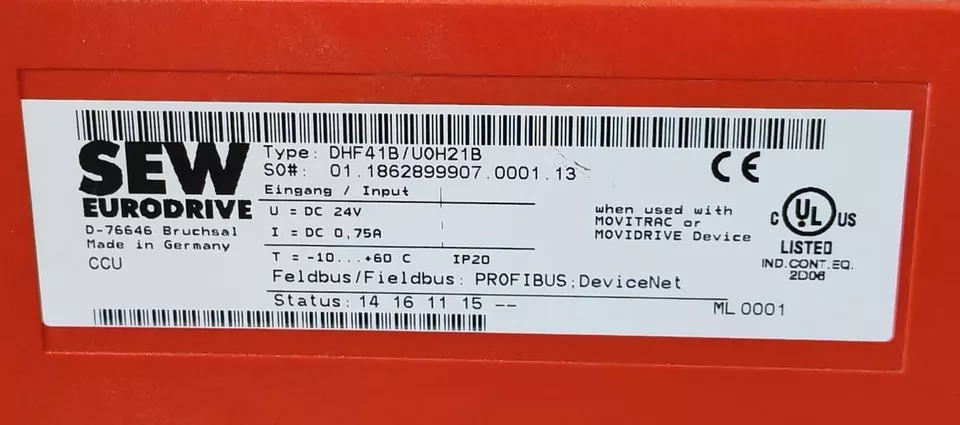 SEW
EURODRIVE
D-76646 Bruchsal
Made in Germany
CCU
Type: DHF41B/UOH21B
SO#: 01.1862899907.0001.13
Eingang / Input
U = DC 24V
I = DC 0,75A
T = -10...+60 C IP20
Feldbus/Fieldbus: PROFIBUS;DeviceNet
Status: 14 16 11 15 --
CE
when used with
MOVITRAC or
MOVIDRIVE Device
C UL US
LISTED
IND.CONT.EQ.
2D06
ML 0001